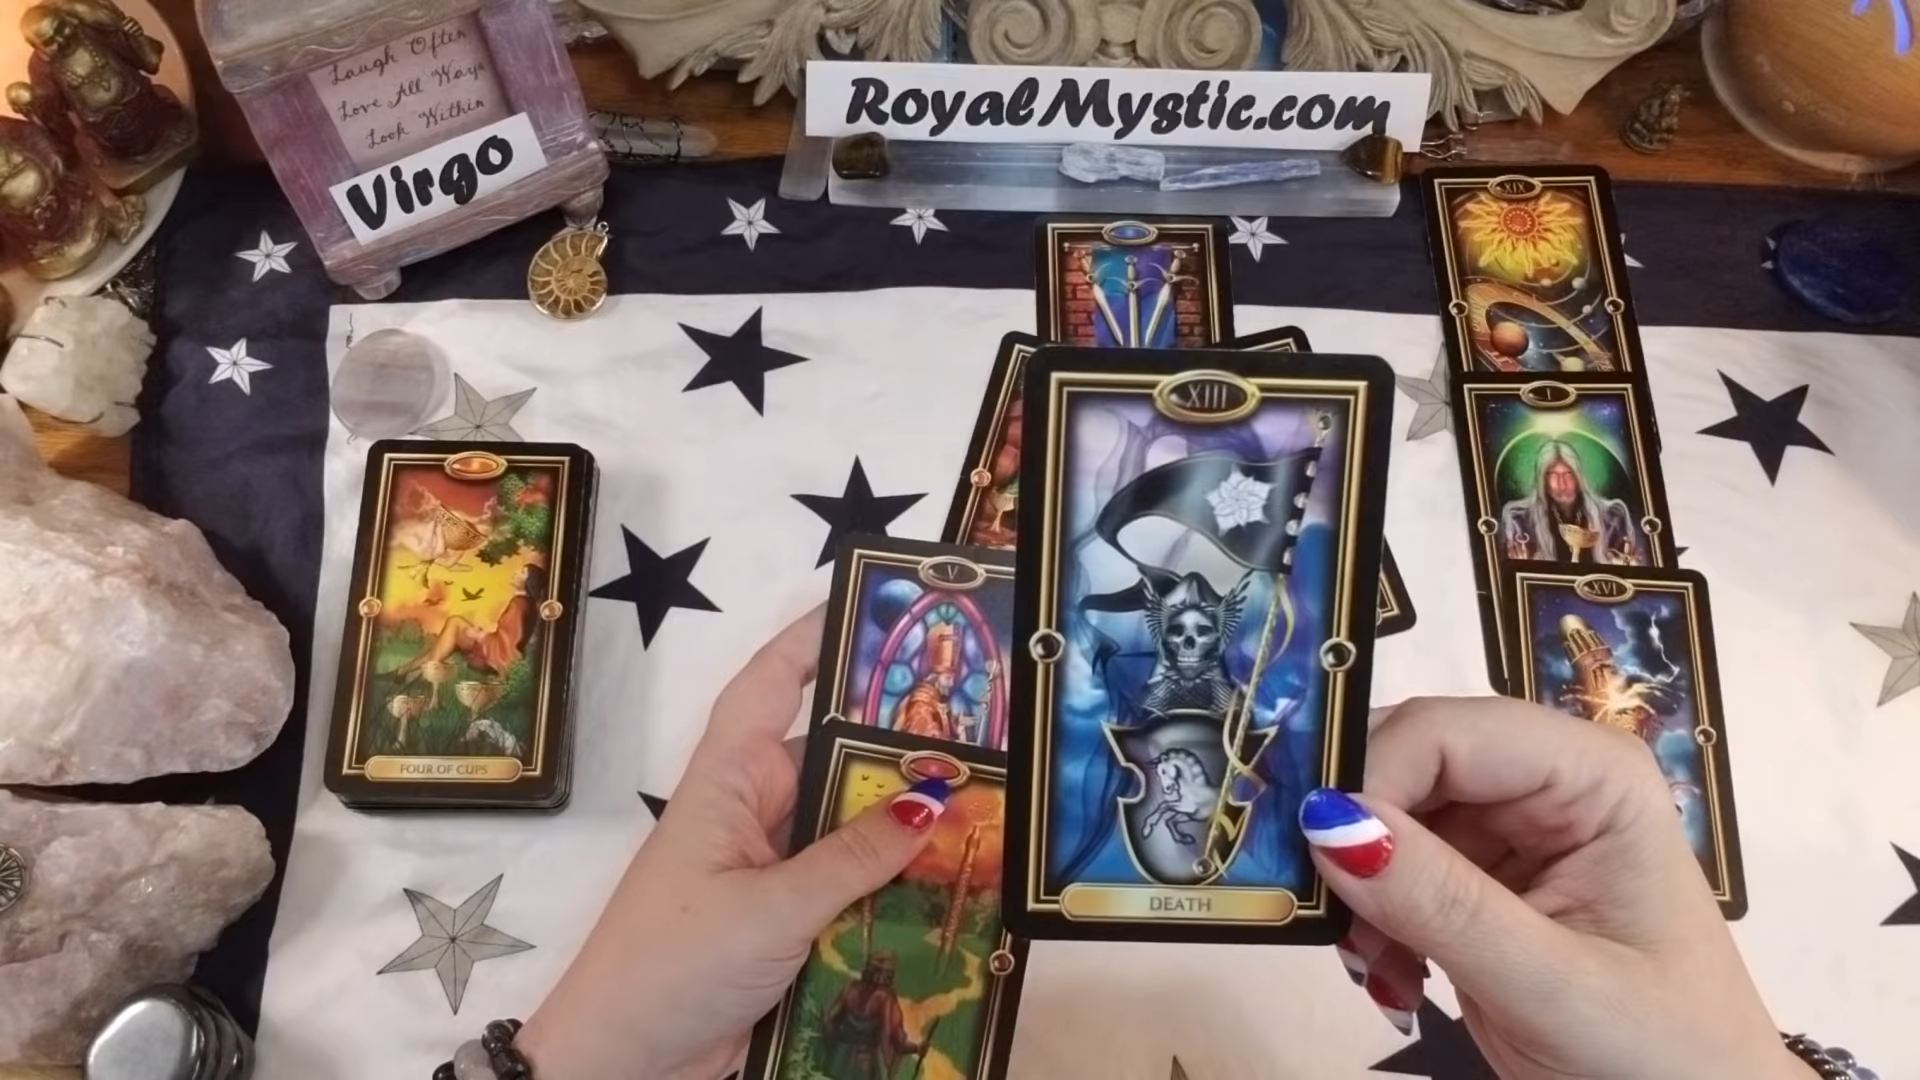 Laugh Often
Love All Ways
Look Within
Virgo
RoyalMystic.com
XIX
I
XIII
V
XVI
FOUR OF CUPS
DEATH